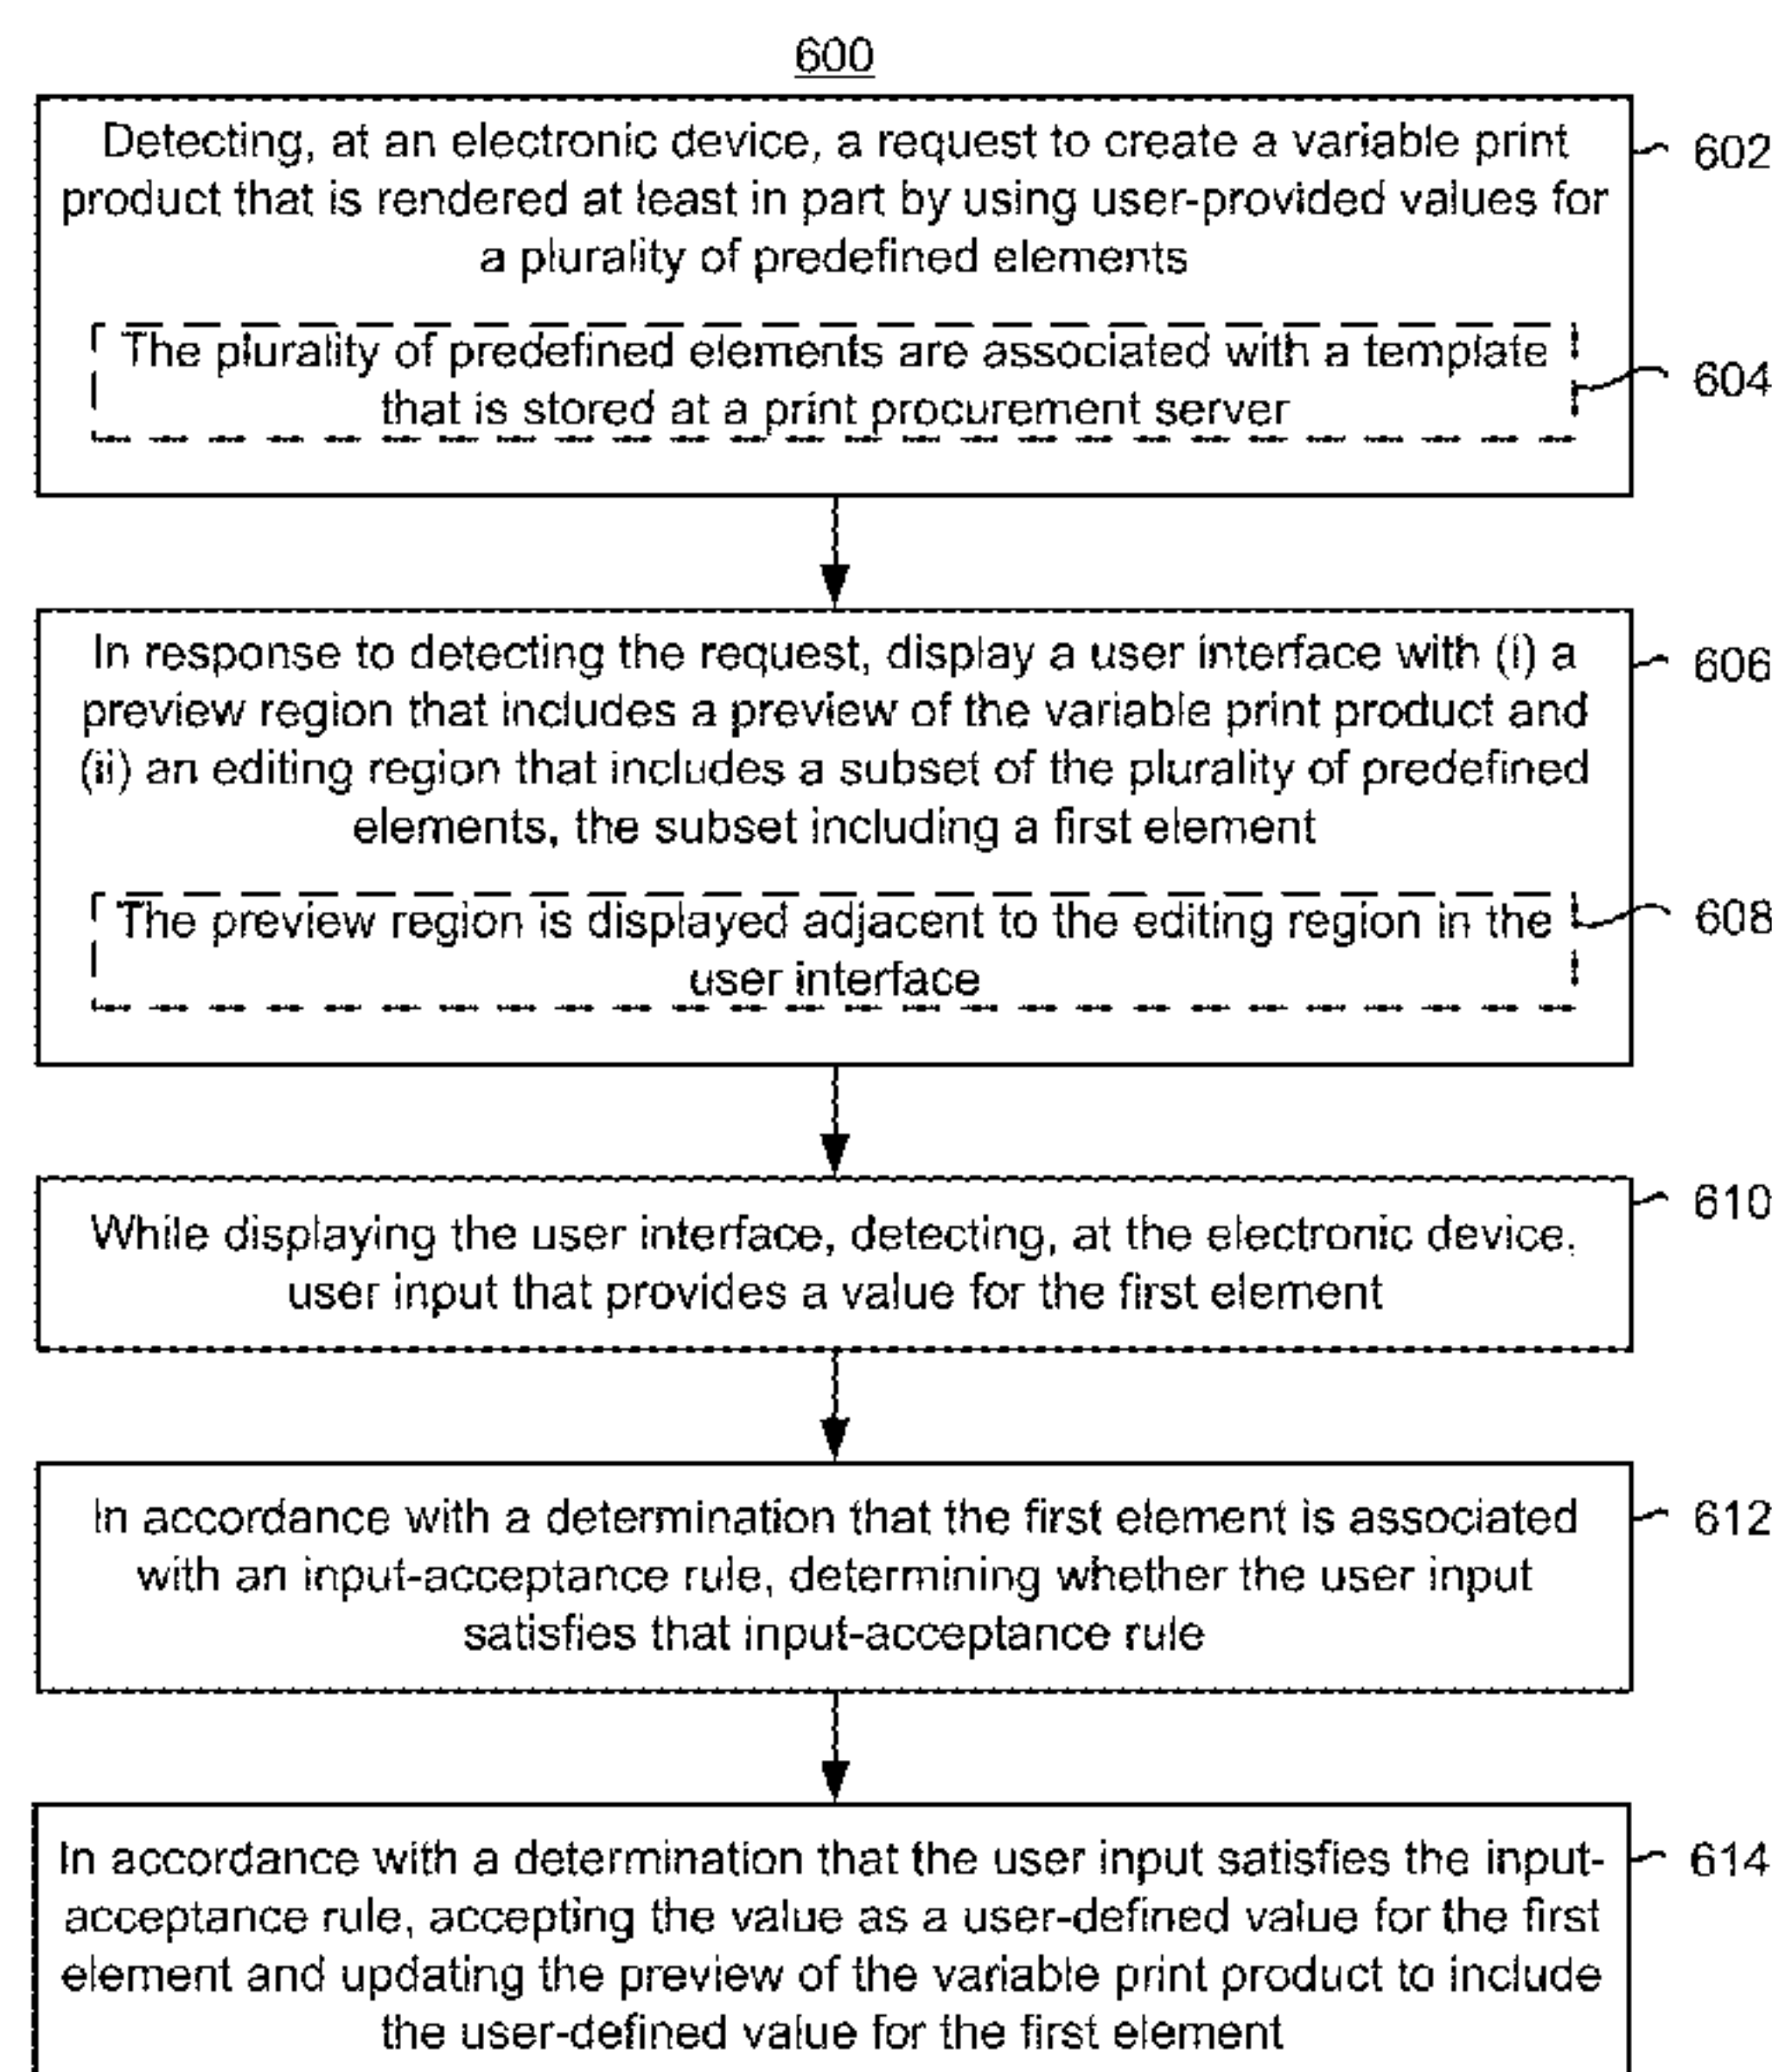 600
Detecting, at an electronic device, a request to create a variable print
product that is rendered at least in part by using user-provided values for
a plurality of predefined elements
602
The plurality of predefined elements are associated with a template
that is stored at a print procurement server
604
In response to detecting the request, display a user interface with (i) a
preview region that includes a preview of the variable print product and
(ii) an editing region that includes a subset of the plurality of predefined
elements, the subset including a first element
606
The preview region is displayed adjacent to the editing region in the
user interface
608
While displaying the user interface, detecting, at the electronic device,
user input that provides a value for the first element
610
In accordance with a determination that the first element is associated
with an input-acceptance rule, determining whether the user input
satisfies that input-acceptance rule
612
In accordance with a determination that the user input satisfies the input-
acceptance rule, accepting the value as a user-defined value for the first
element and updating the preview of the variable print product to include
the user-defined value for the first element
614